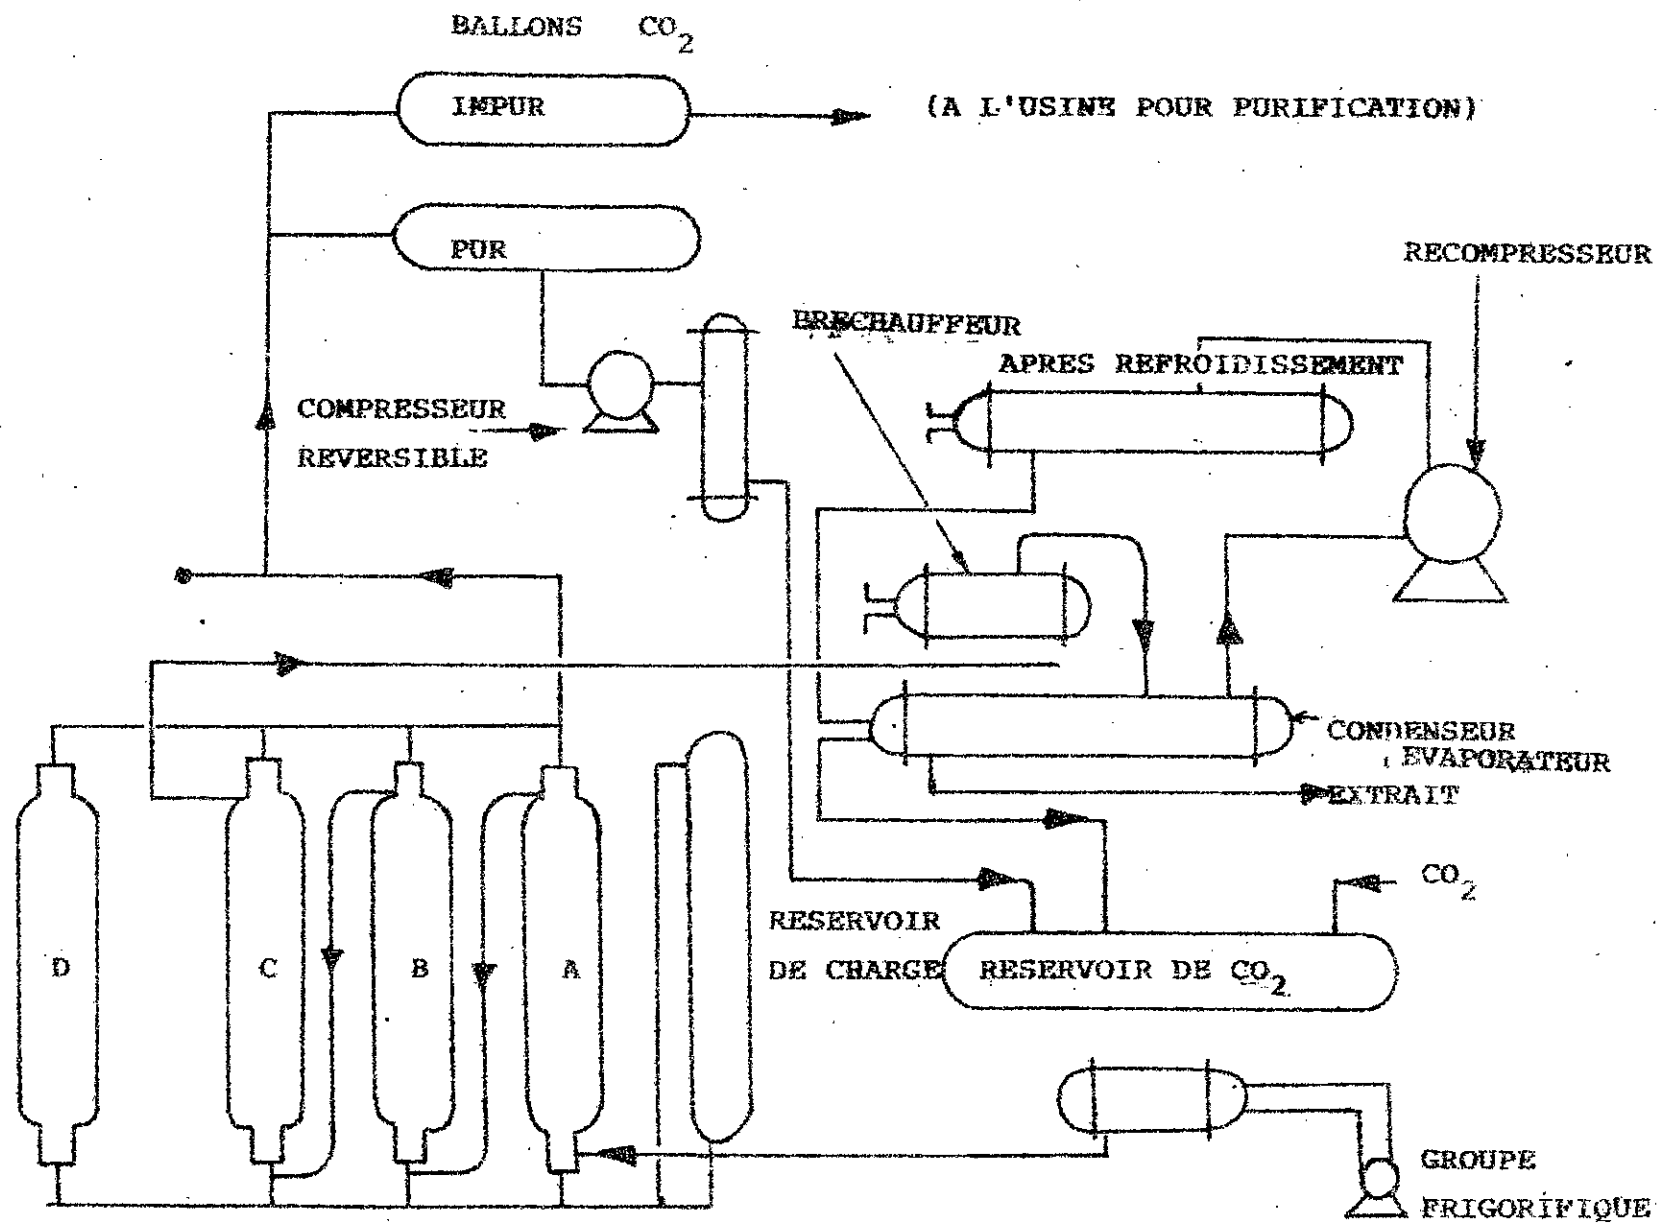 BALLONS CO2
IMPUR
(A L'USINE POUR PURIFICATION)
PUR
RECOMPRESSEUR
BRECHAUFFEUR
APRES REFROIDISSEMENT
COMPRESSEUR
REVERSIBLE
CONDENSEUR
EVAPORATEUR
EXTRAIT
CO2
RESERVOIR
DE CHARGE
RESERVOIR DE CO2
D
C
B
A
GROUPE
FRIGORIFIQUE